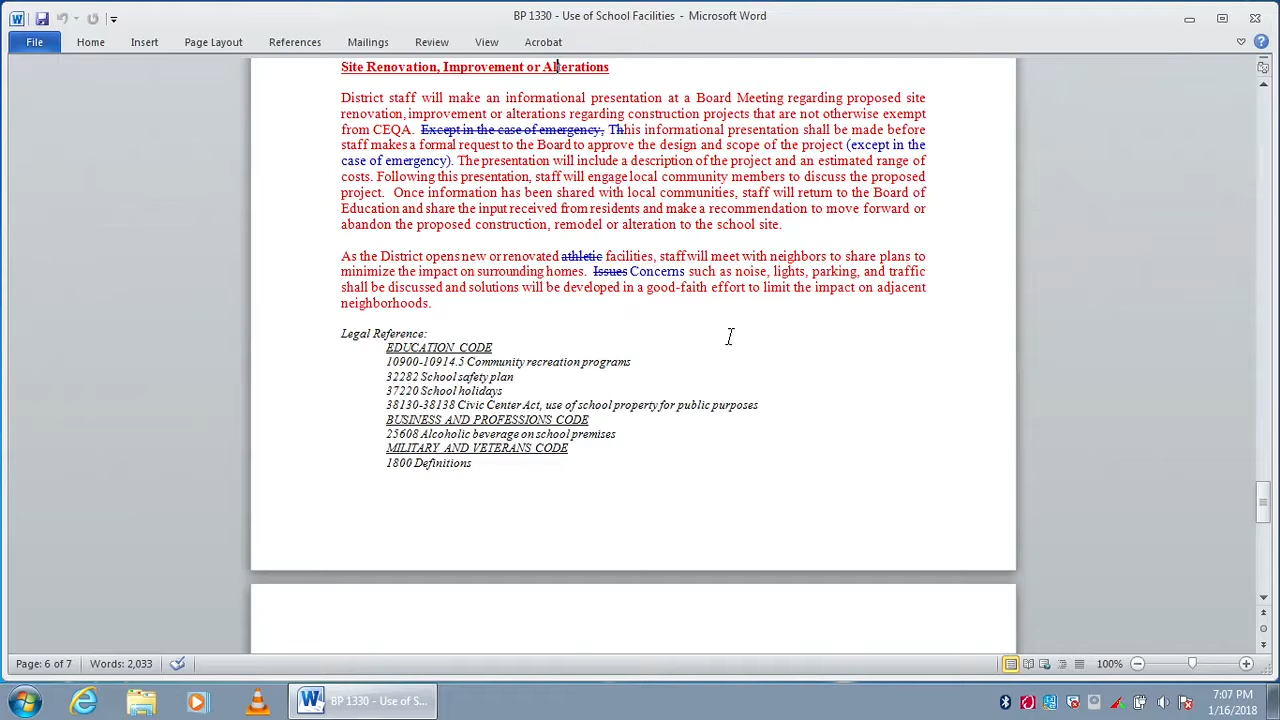 BP 1330 - Use of School Facilities - Microsoft Word
File Home Insert Page Layout References Mailings Review View Acrobat
Site Renovation, Improvement or Alterations
District staff will make an informational presentation at a Board Meeting regarding proposed site
renovation, improvement or alterations regarding construction projects that are not otherwise exempt
from CEQA. Except in the case of emergency, Thhis informational presentation shall be made before
staff makes a formal request to the Board to approve the design and scope of the project (except in the
case of emergency). The presentation will include a description of the project and an estimated range of
costs. Following this presentation, staff will engage local community members to discuss the proposed
project. Once information has been shared with local communities, staff will return to the Board of
Education and share the input received from residents and make a recommendation to move forward or
abandon the proposed construction, remodel or alteration to the school site.
As the District opens new or renovated athletic facilities, staff will meet with neighbors to share plans to
minimize the impact on surrounding homes. Issues Concerns such as noise, lights, parking, and traffic
shall be discussed and solutions will be developed in a good-faith effort to limit the impact on adjacent
neighborhoods.
Legal Reference:
EDUCATION CODE
10900-10914.5 Community recreation programs
32282 School safety plan
37220 School holidays
38130-38138 Civic Center Act, use of school property for public purposes
BUSINESS AND PROFESSIONS CODE
25608 Alcoholic beverage on school premises
MILITARY AND VETERANS CODE
1800 Definitions
Page: 6 of 7 Words: 2,033 100%
BP 1330 - Use of S...
7:07 PM
1/16/2018